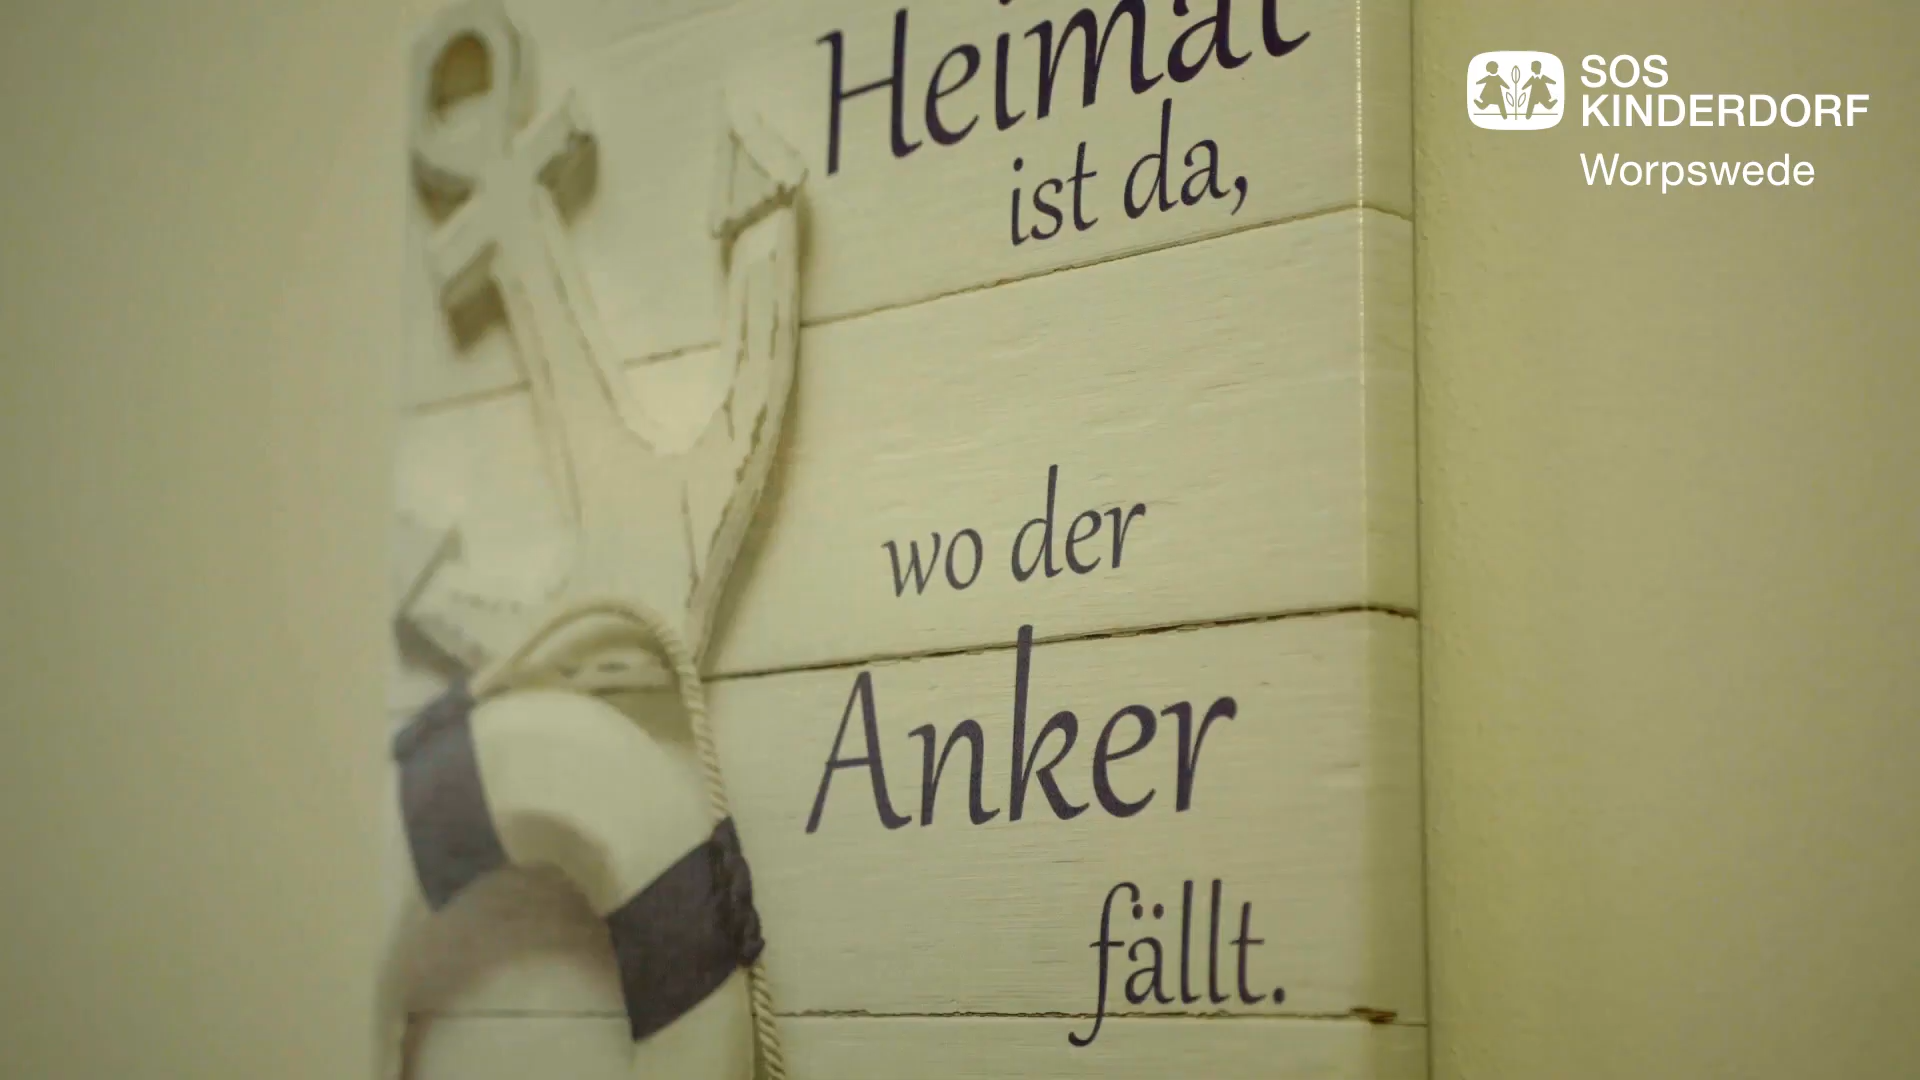 Heimat
ist da,
wo der
Anker
fällt.
SOS
KINDERDORF
Worpswede